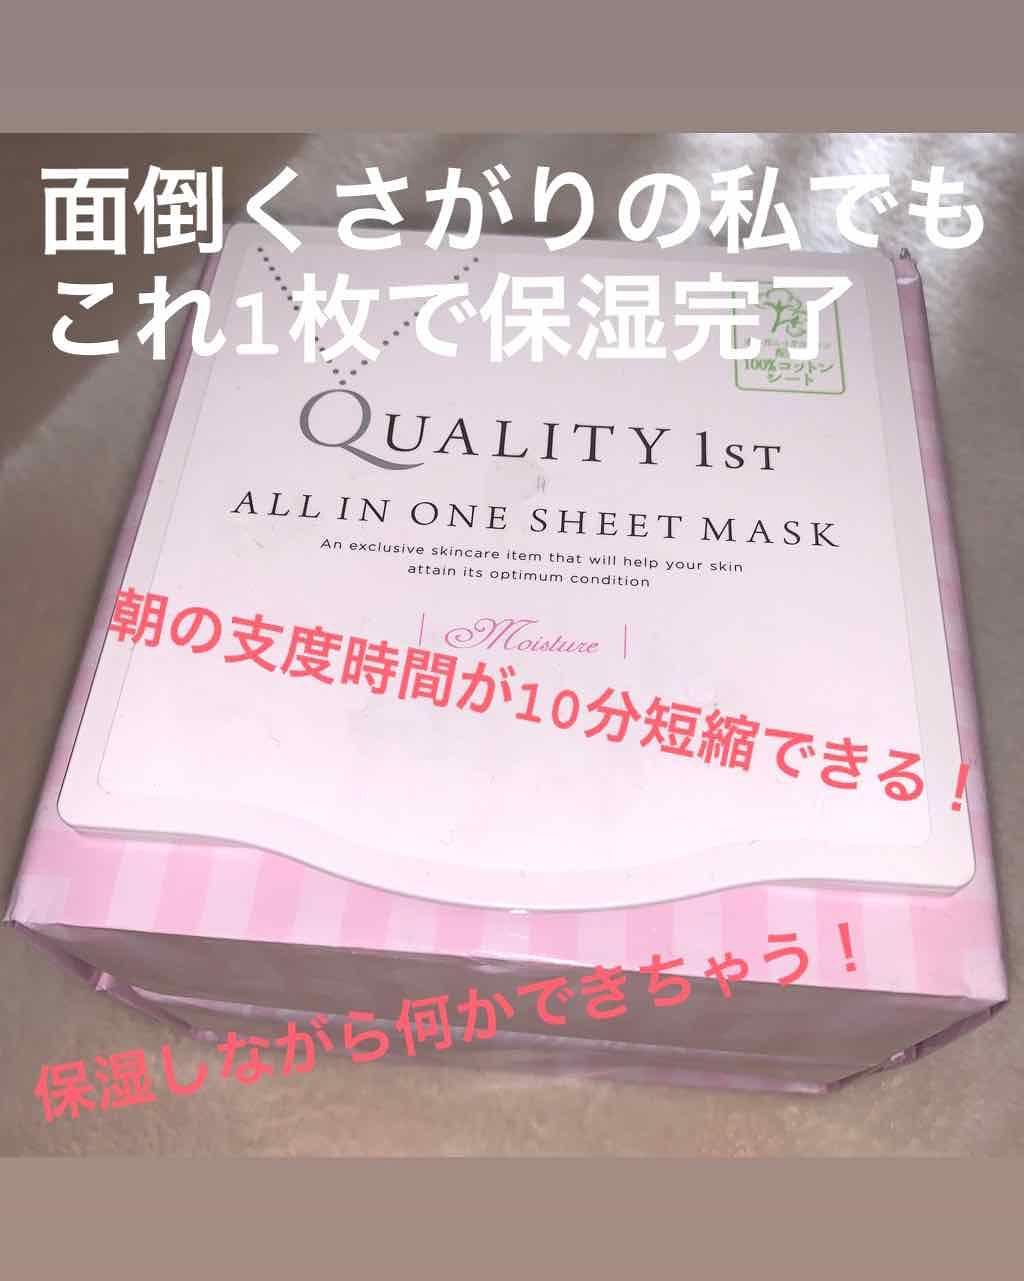 面倒くさがりの私でも
これ1枚で保湿完了
100%コットン
シート
QUALITY 1ST
ALL IN ONE SHEET MASK
An exclusive skincare item that will help your skin
attain its optimum condition
Moisture
朝の支度時間が10分短縮できる！
保湿しながら何かできちゃう！